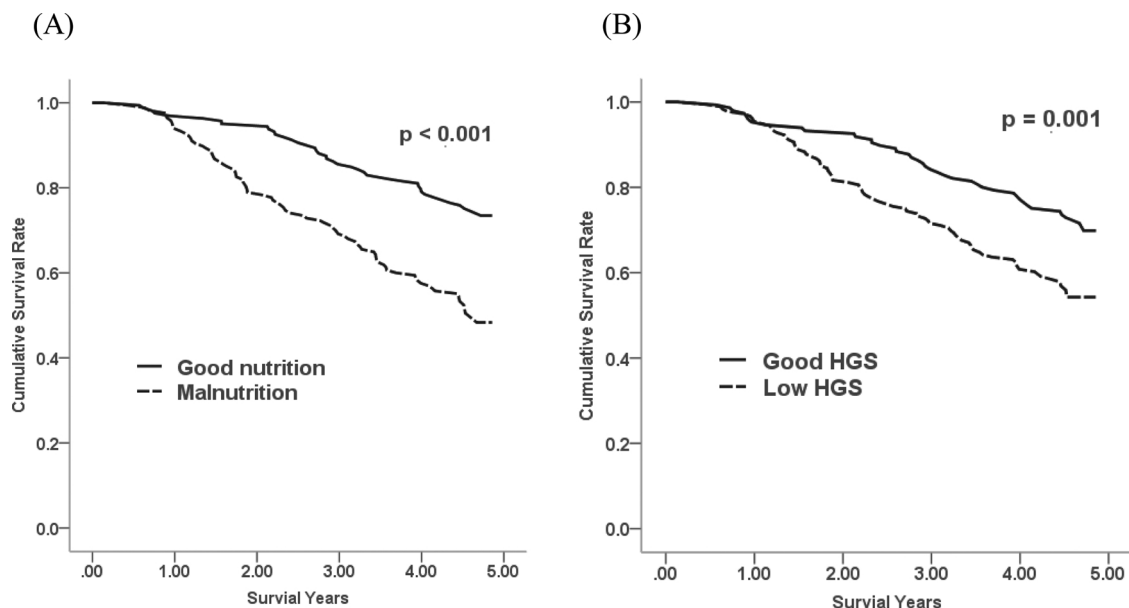 (A)
1.0
0.8
0.6
0.4
0.2
0.0
Cumulative Survival Rate
p < 0.001
Good nutrition
Malnutrition
.00 1.00 2.00 3.00 4.00 5.00
Survial Years
(B)
1.0
0.8
0.6
0.4
0.2
0.0
Cumulative Survival Rate
p = 0.001
Good HGS
Low HGS
.00 1.00 2.00 3.00 4.00 5.00
Survial Years